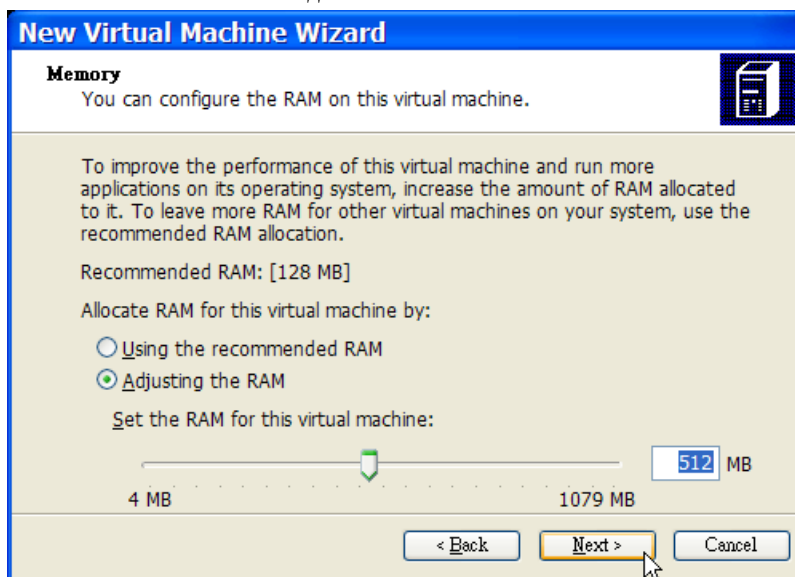 New Virtual Machine Wizard
Memory
You can configure the RAM on this virtual machine.
To improve the performance of this virtual machine and run more
applications on its operating system, increase the amount of RAM allocated
to it. To leave more RAM for other virtual machines on your system, use the
recommended RAM allocation.
Recommended RAM: [128 MB]
Allocate RAM for this virtual machine by:
Using the recommended RAM
Adjusting the RAM
Set the RAM for this virtual machine:
512 MB
4 MB 1079 MB
< Back Next > Cancel